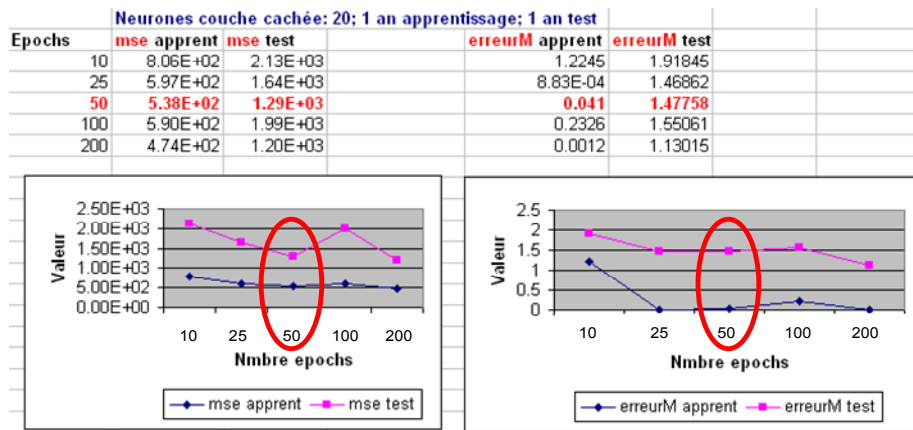 Neurones couche cachée: 20; 1 an apprentissage; 1 an test
Epochs mse apprent mse test erreurM apprent erreurM test
10 8.06E+02 2.13E+03 1.2245 1.91845
25 5.97E+02 1.64E+03 8.83E-04 1.46862
50 5.38E+02 1.29E+03 0.041 1.47758
100 5.90E+02 1.99E+03 0.2326 1.55061
200 4.74E+02 1.20E+03 0.0012 1.13015
Valeur
2.50E+03
2.00E+03
1.50E+03
1.00E+03
5.00E+02
0.00E+00
10 25 50 100 200
Nmbre epochs
mse apprent mse test
Valeur
2.5
2
1.5
1
0.5
0
10 25 50 100 200
Nmbre epochs
erreurM apprent erreurM test